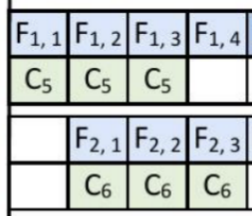 F1, 1 F1, 2 F1, 3 F1, 4
C5 C5 C5
F2, 1 F2, 2 F2, 3
C6 C6 C6